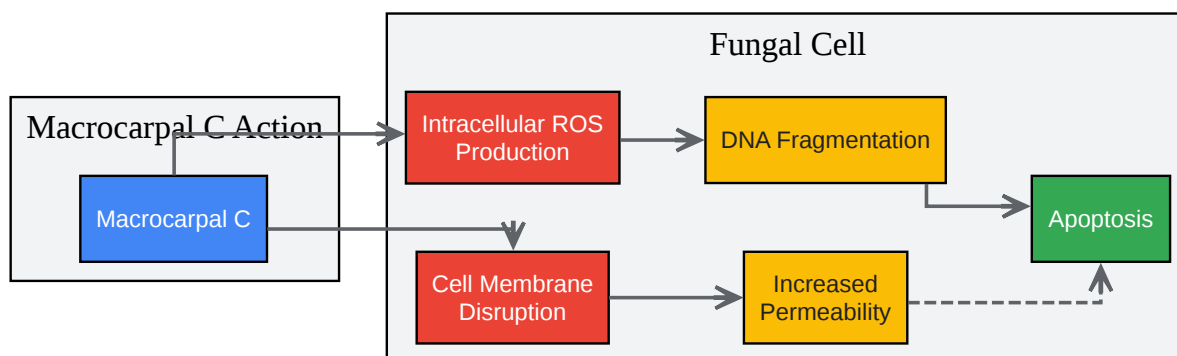 Macrocarpal C Action
Macrocarpal C
Fungal Cell
Intracellular ROS
Production
DNA Fragmentation
Apoptosis
Cell Membrane
Disruption
Increased
Permeability